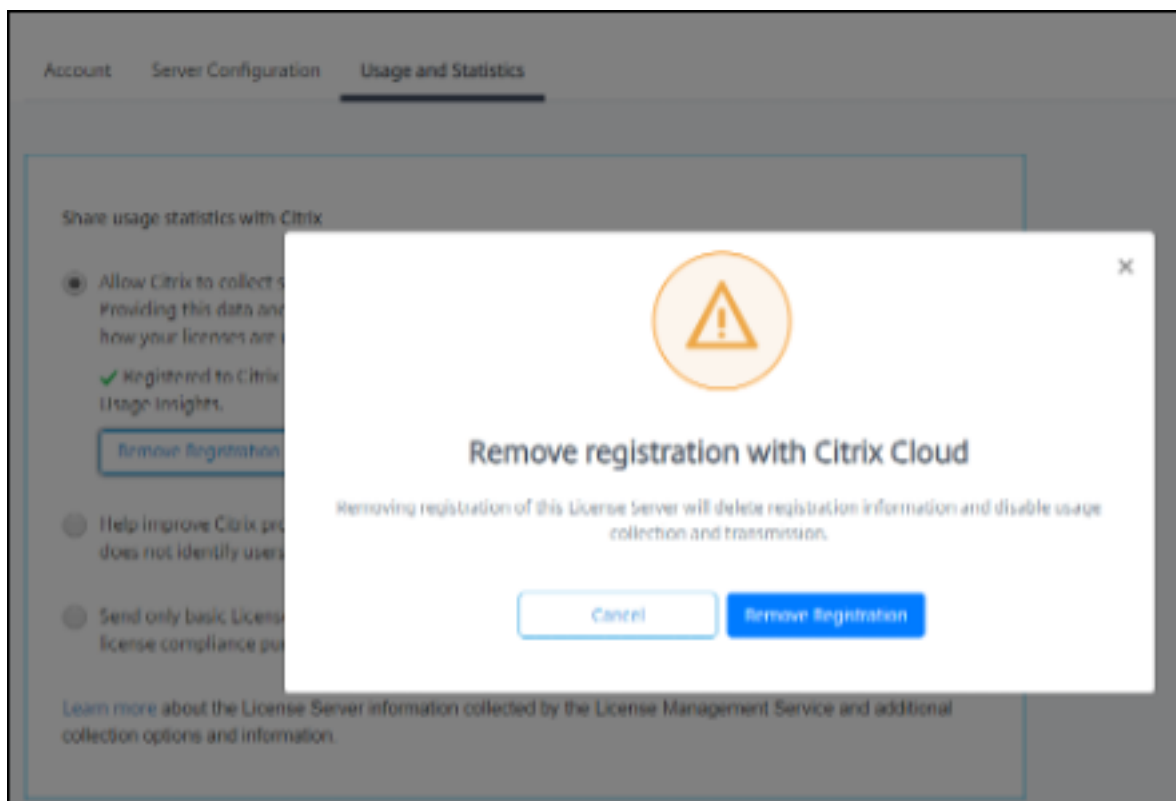 Account Server Configuration Usage and Statistics
Share usage statistics with Citrix
Allow Citrix to collect s
Providing this data and
how your licenses are
Registered to Citrix
Usage Insights.
Remove Registration
Help improve Citrix pro
does not identify users
Send only basic Licens
license compliance pu
Learn more about the License Server information collected by the License Management Service and additional
collection options and information.
Remove registration with Citrix Cloud
Removing registration of this License Server will delete registration information and disable usage
collection and transmission.
Cancel Remove Registration